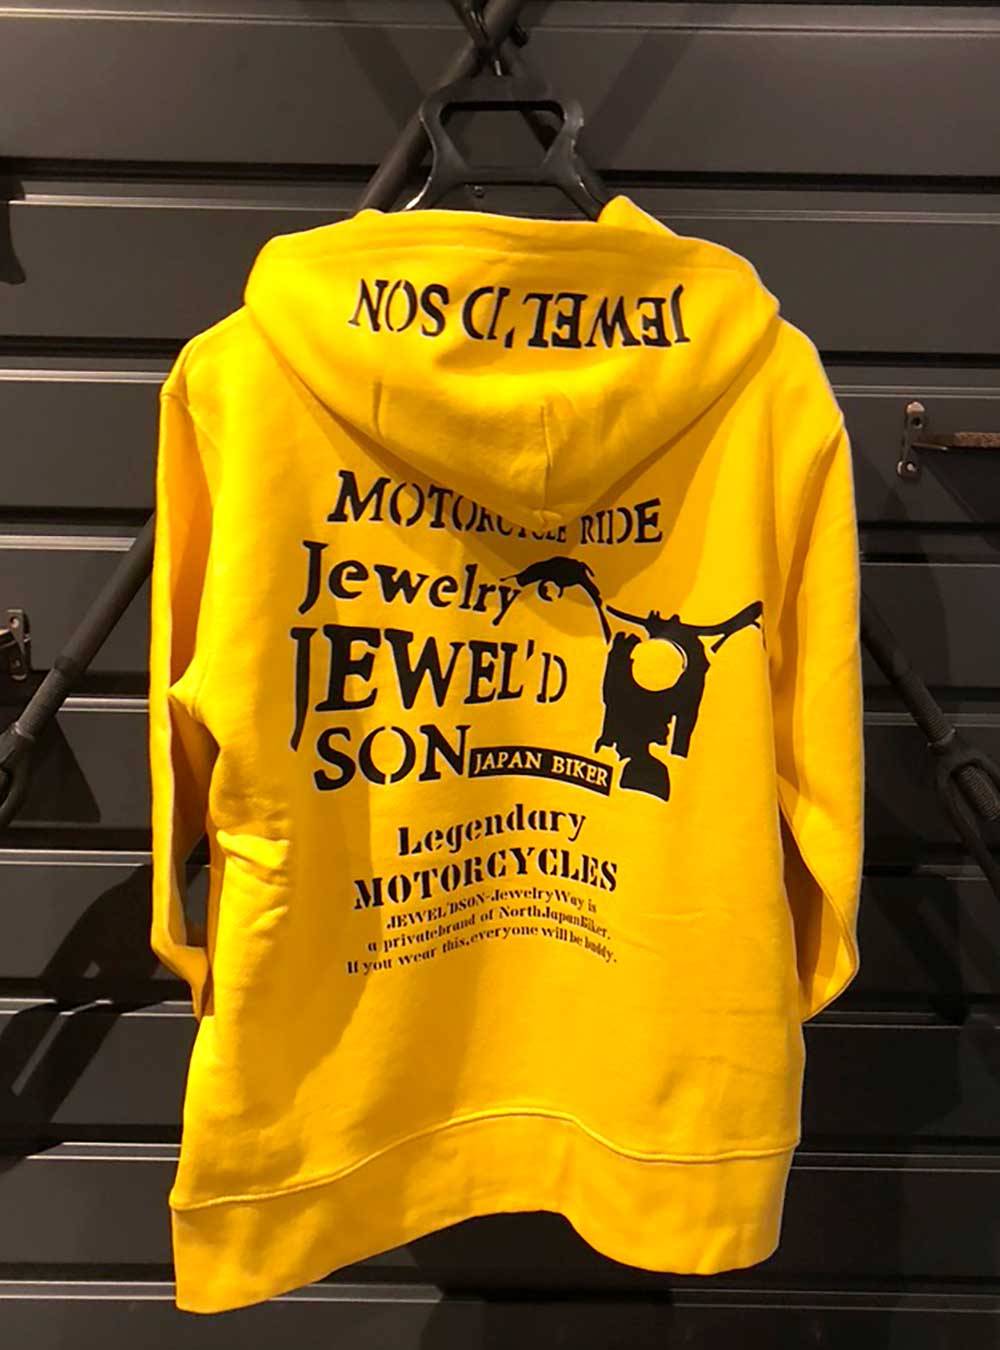 JEWEL'D SON
MOTORCYCLE RIDE
Jewelry
JEWEL'D
SON
JAPAN BIKER
Legendary
MOTORCYCLES
JEWEL'DSON-JewelryWay is
a privatebrand of NorthJapanBiker.
If you wear this,everyone will be buddy.